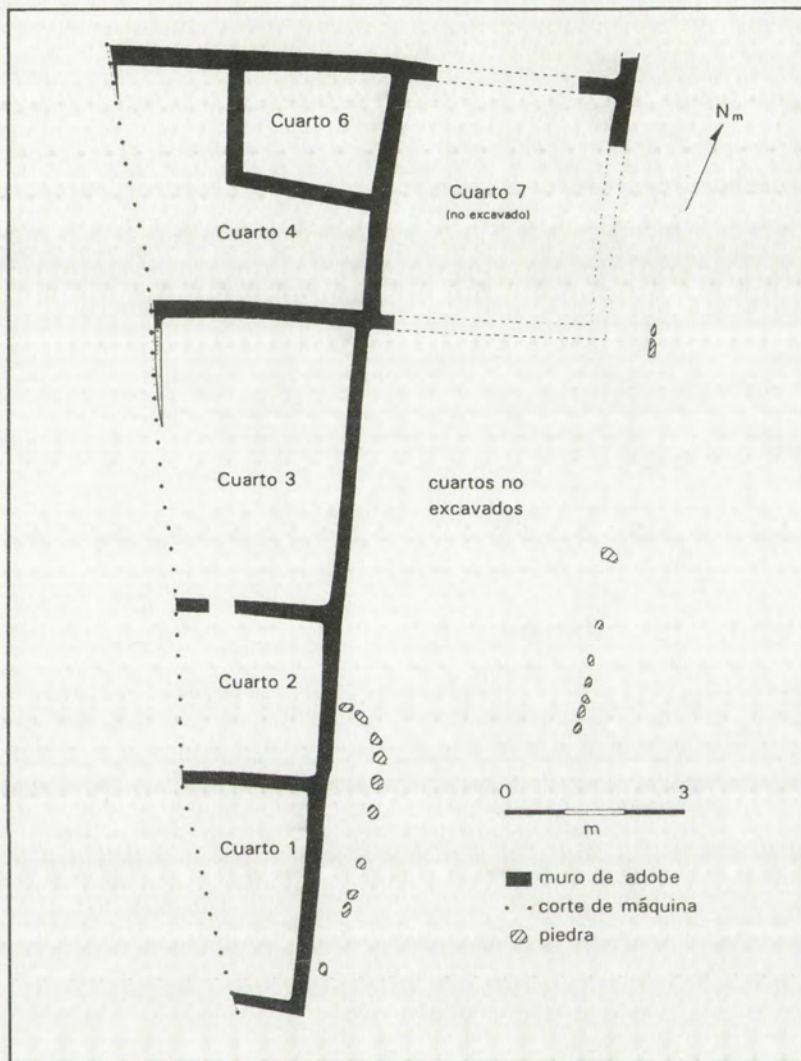 Cuarto 6
N m
Cuarto 7
(no excavado)
Cuarto 4
Cuarto 3
cuartos no
excavados
Cuarto 2
0 3
m
Cuarto 1
muro de adobe
corte de máquina
piedra